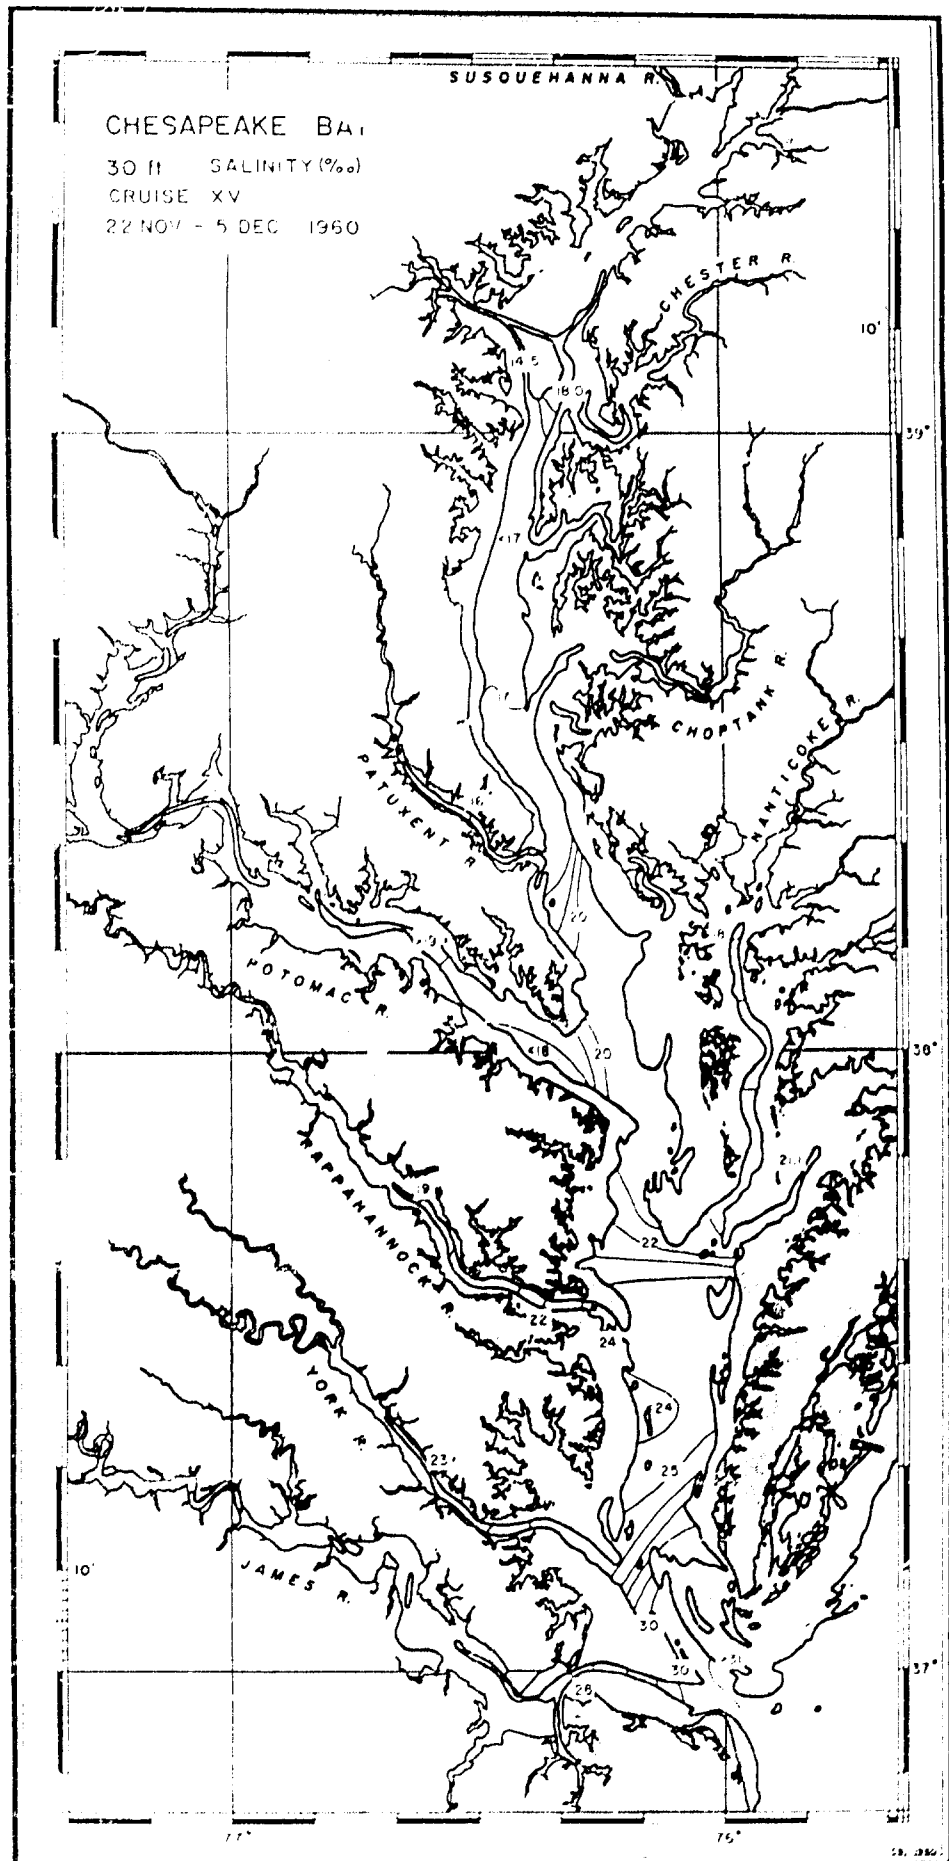 SUSQUEHANNA R.
CHESAPEAKE BA
30 ft SALINITY (‰)
CRUISE XV
22 NOV - 5 DEC 1960
CHESTER R.
10'
14.5
18.0
39°
<17
CHOPTANK R.
NANTICOKE R.
PATUXENT R.
16
20
POTOMAC R.
<18
20
38°
RAPPAHANNOCK R.
19
22
22
24
24
YORK R.
23
25
JAMES R.
10'
30
30
31
37°
28
77°
76°